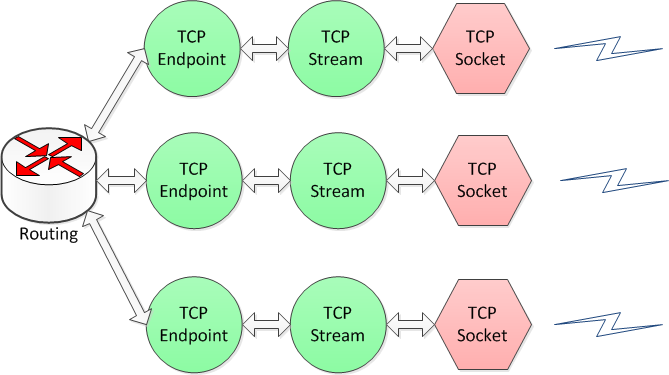 TCP
Endpoint
TCP
Stream
TCP
Socket
TCP
Endpoint
TCP
Stream
TCP
Socket
Routing
TCP
Endpoint
TCP
Stream
TCP
Socket